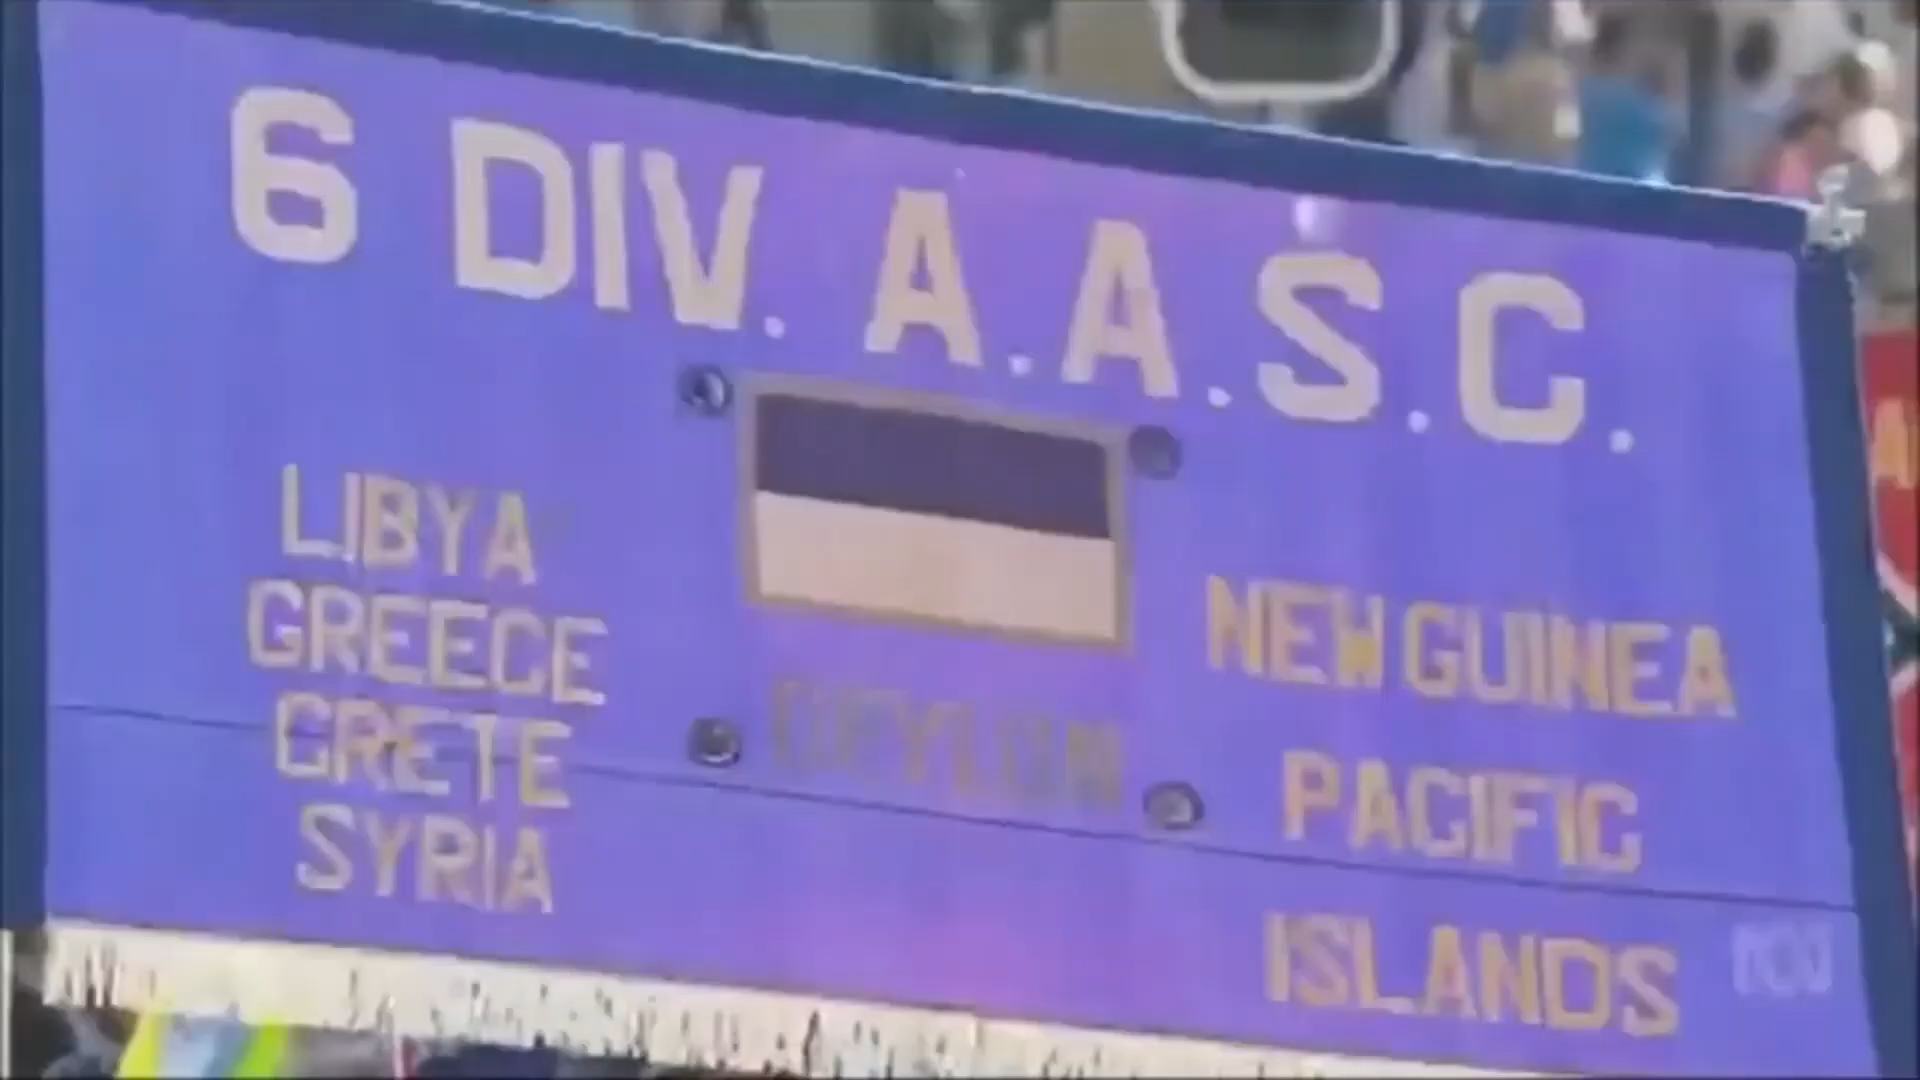 6 DIV. A.A.S.C.
LIBYA
GREECE
CRETE
SYRIA
CEYLON
NEW GUINEA
PACIFIC
ISLANDS